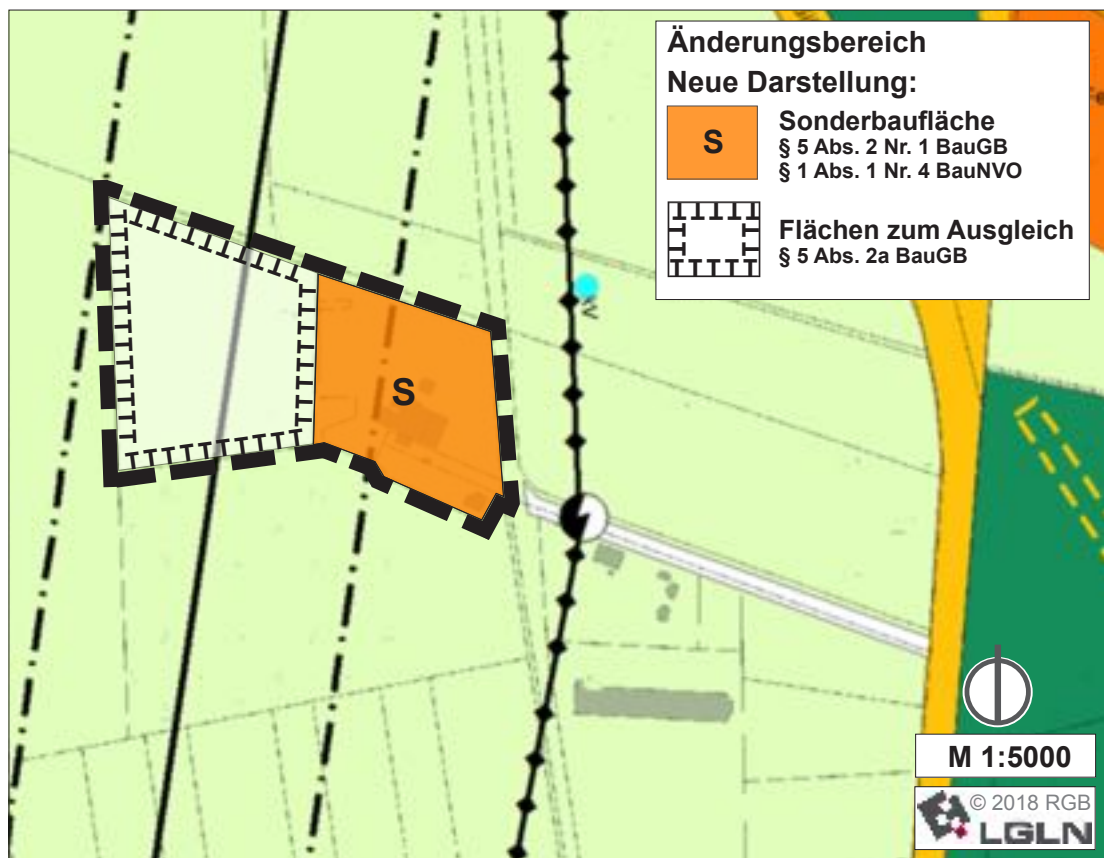 Änderungsbereich
Neue Darstellung:
S
Sonderbaufläche
§ 5 Abs. 2 Nr. 1 BauGB
§ 1 Abs. 1 Nr. 4 BauNVO
Flächen zum Ausgleich
§ 5 Abs. 2a BauGB
S
M 1:5000
© 2018 RGB
LGLN